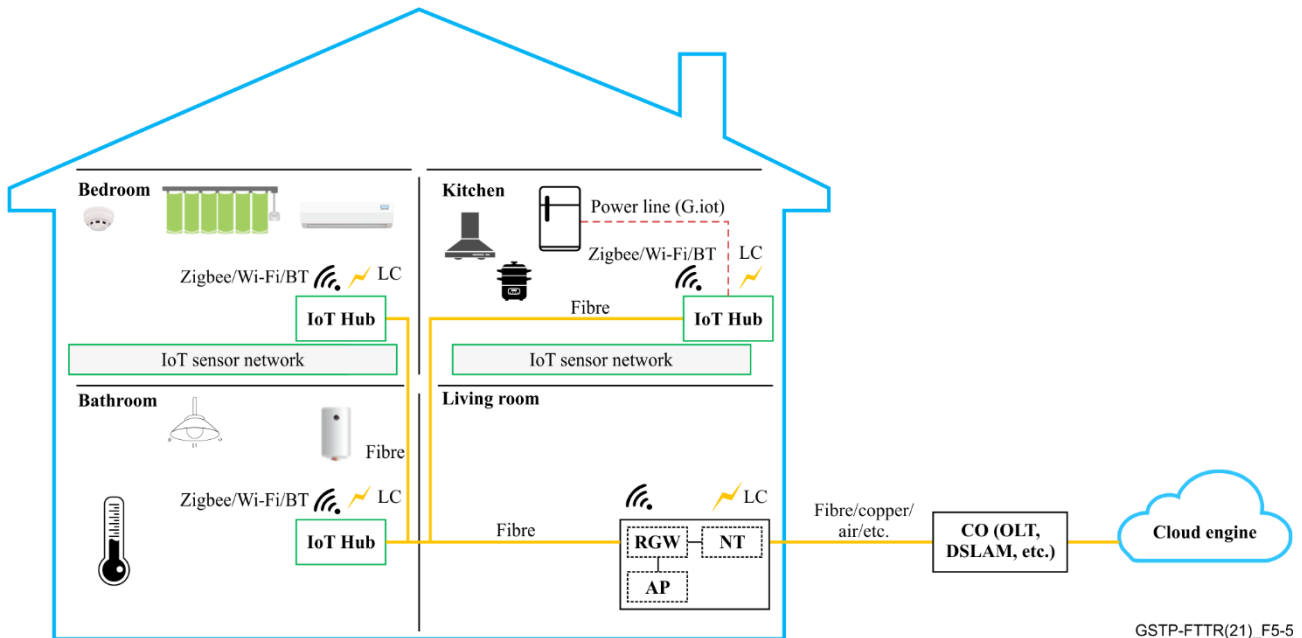 Bedroom
Zigbee/Wi-Fi/BT
LC
IoT Hub
IoT sensor network
Kitchen
Power line (G.iot)
Zigbee/Wi-Fi/BT
LC
Fibre
IoT Hub
IoT sensor network
Bathroom
Fibre
Zigbee/Wi-Fi/BT
LC
IoT Hub
Fibre
Living room
LC
RGW
NT
AP
Fibre/copper/
air/etc.
CO (OLT,
DSLAM, etc.)
Cloud engine
GSTP-FTTR(21)_F5-5